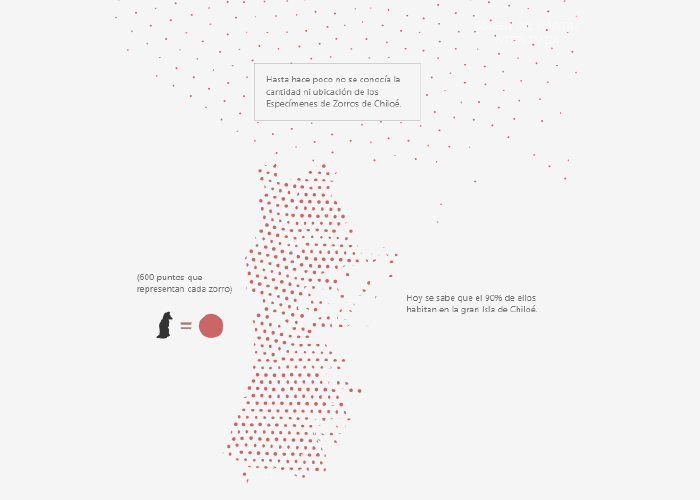 Hasta hace poco no se conocía la
cantidad ni ubicación de los
Especímenes de Zorros de Chiloé.
(600 puntos que
representan cada zorro)
=
Hoy se sabe que el 90% de ellos
habitan en la gran Isla de Chiloé.